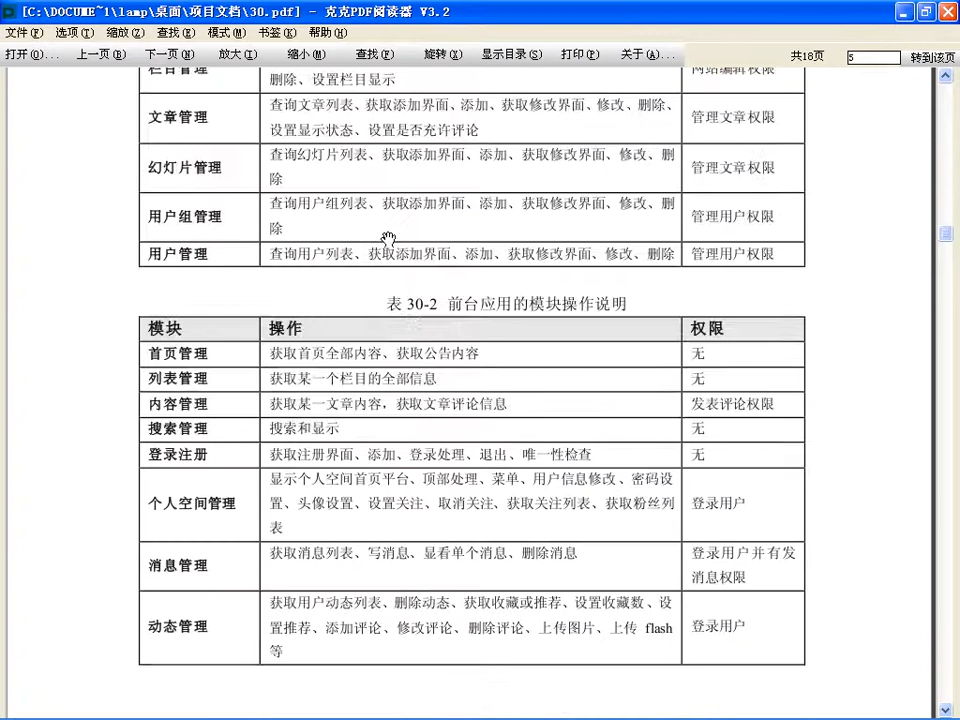 [C:\DOCUME~1\lamp\桌面\项目文档\30.pdf] - 克克PDF阅读器 V3.2
文件(F) 选项(T) 缩放(Z) 查找(K) 模式(M) 书签(K) 帮助(H)
打开(O)... 上一页(B) 下一页(N) 放大(I) 缩小(M) 查找(F) 旋转(X) 显示目录(S) 打印(P) 关于(A)... 共18页 5 转到该页
栏目管理 删除、设置栏目显示 网站编辑权限
文章管理 查询文章列表、获取添加界面、添加、获取修改界面、修改、删除、 管理文章权限
设置显示状态、设置是否允许评论
幻灯片管理 查询幻灯片列表、获取添加界面、添加、获取修改界面、修改、删 管理文章权限
除
用户组管理 查询用户组列表、获取添加界面、添加、获取修改界面、修改、删 管理用户权限
除
用户管理 查询用户列表、获取添加界面、添加、获取修改界面、修改、删除 管理用户权限
表 30-2 前台应用的模块操作说明
模块 操作 权限
首页管理 获取首页全部内容、获取公告内容 无
列表管理 获取某一个栏目的全部信息 无
内容管理 获取某一文章内容，获取文章评论信息 发表评论权限
搜索管理 搜索和显示 无
登录注册 获取注册界面、添加、登录处理、退出、唯一性检查 无
个人空间管理 显示个人空间首页平台、顶部处理、菜单、用户信息修改、密码设 登录用户
置、头像设置、设置关注、取消关注、获取关注列表、获取粉丝列
表
消息管理 获取消息列表、写消息、显看单个消息、删除消息 登录用户并有发
消息权限
动态管理 获取用户动态列表、删除动态、获取收藏或推荐、设置收藏数、设 登录用户
置推荐、添加评论、修改评论、删除评论、上传图片、上传 flash
等